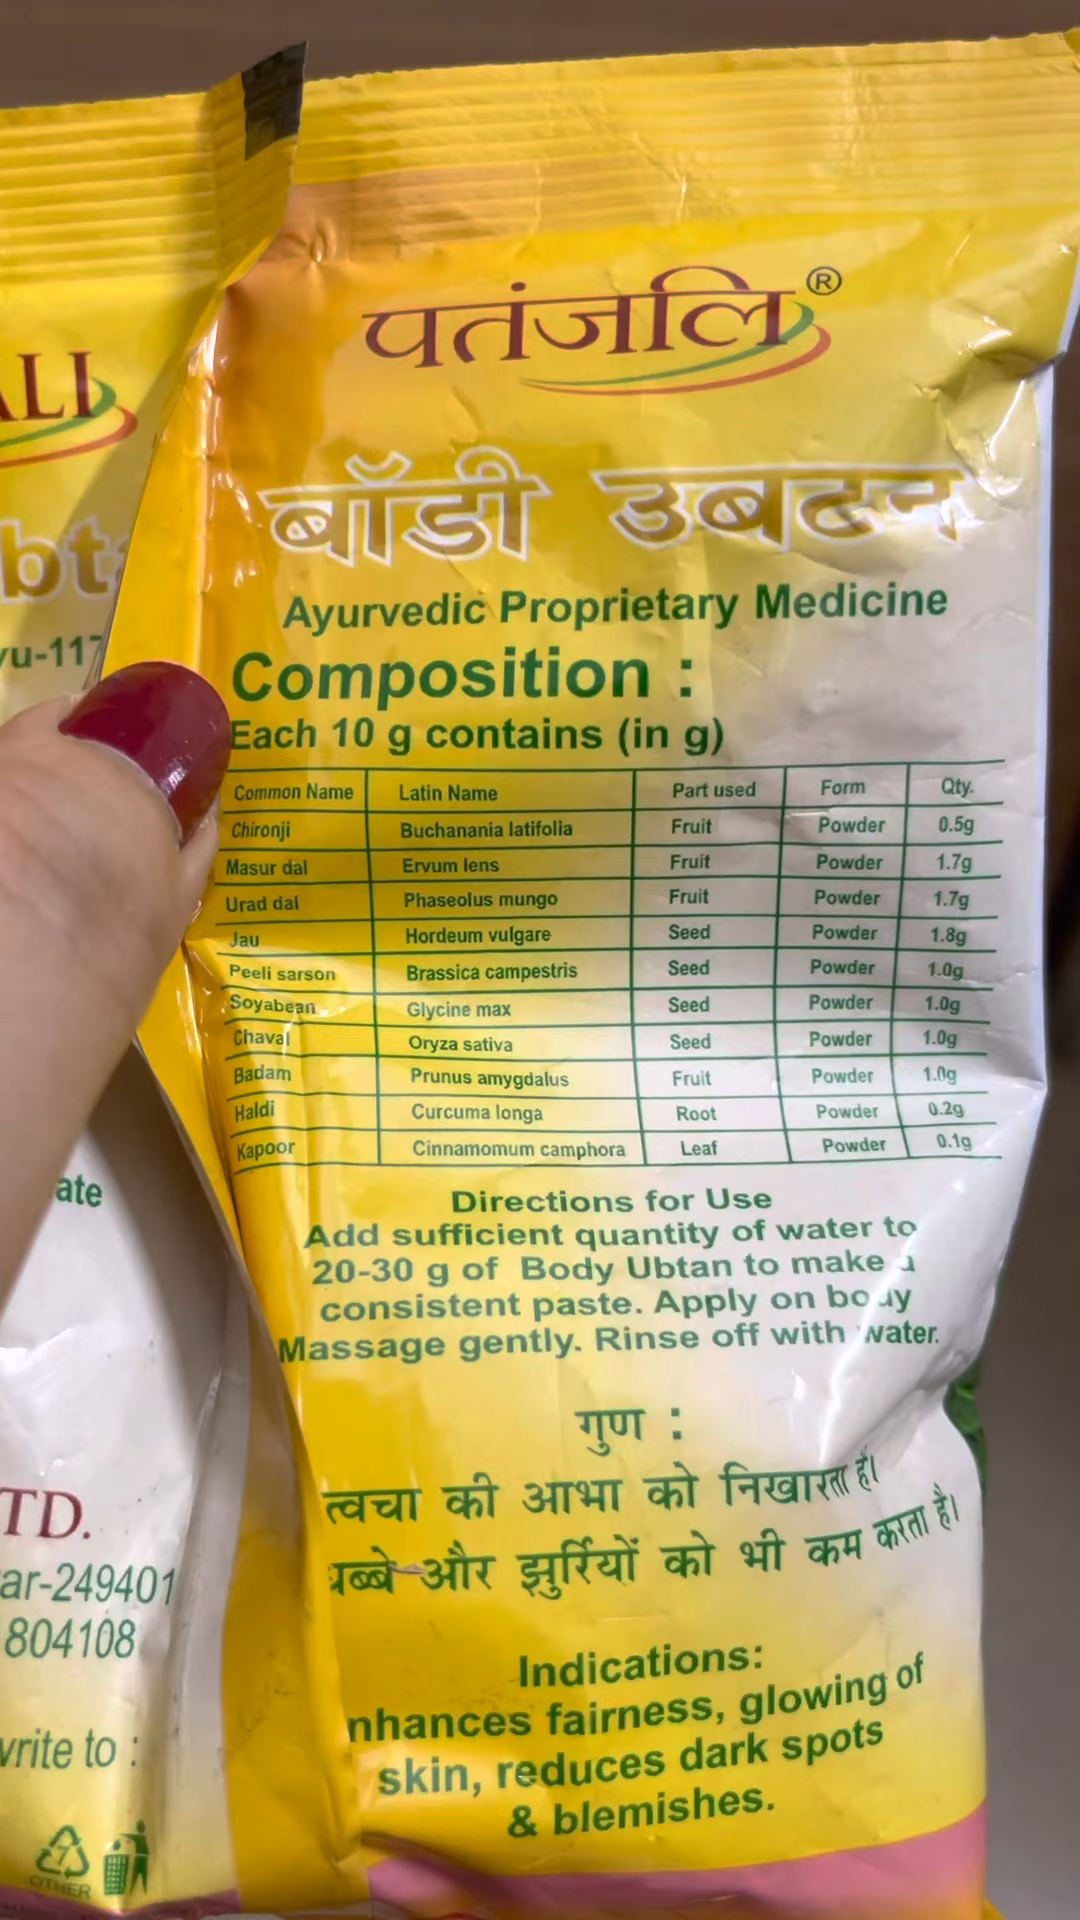 पतंजलि®
बॉडी उबटन
Ayurvedic Proprietary Medicine
Composition :
Each 10 g contains (in g)
Common Name Latin Name Part used Form Qty.
Chironji Buchanania latifolia Fruit Powder 0.5g
Masur dal Ervum lens Fruit Powder 1.7g
Urad dal Phaseolus mungo Fruit Powder 1.7g
Jau Hordeum vulgare Seed Powder 1.8g
Peeli sarson Brassica campestris Seed Powder 1.0g
Soyabean Glycine max Seed Powder 1.0g
Chaval Oryza sativa Seed Powder 1.0g
Badam Prunus amygdalus Fruit Powder 1.0g
Haldi Curcuma longa Root Powder 0.2g
Kapoor Cinnamomum camphora Leaf Powder 0.1g
Directions for Use
Add sufficient quantity of water to
20-30 g of Body Ubtan to make a
consistent paste. Apply on body
Massage gently. Rinse off with water.
गुण :
त्वचा की आभा को निखारता है।
धब्बे और झुर्रियों को भी कम करता है।
Indications:
nhances fairness, glowing of
skin, reduces dark spots
& blemishes.
ALI
bt
yu-117
ate
TD.
ar-249401
804108
write to :
7
OTHER